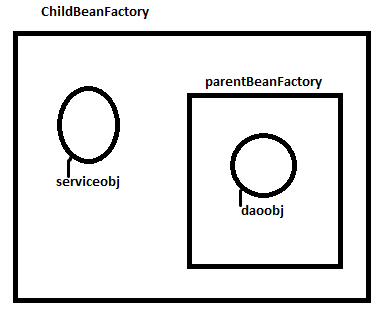 ChildBeanFactory
parentBeanFactory
serviceobj
daoobj